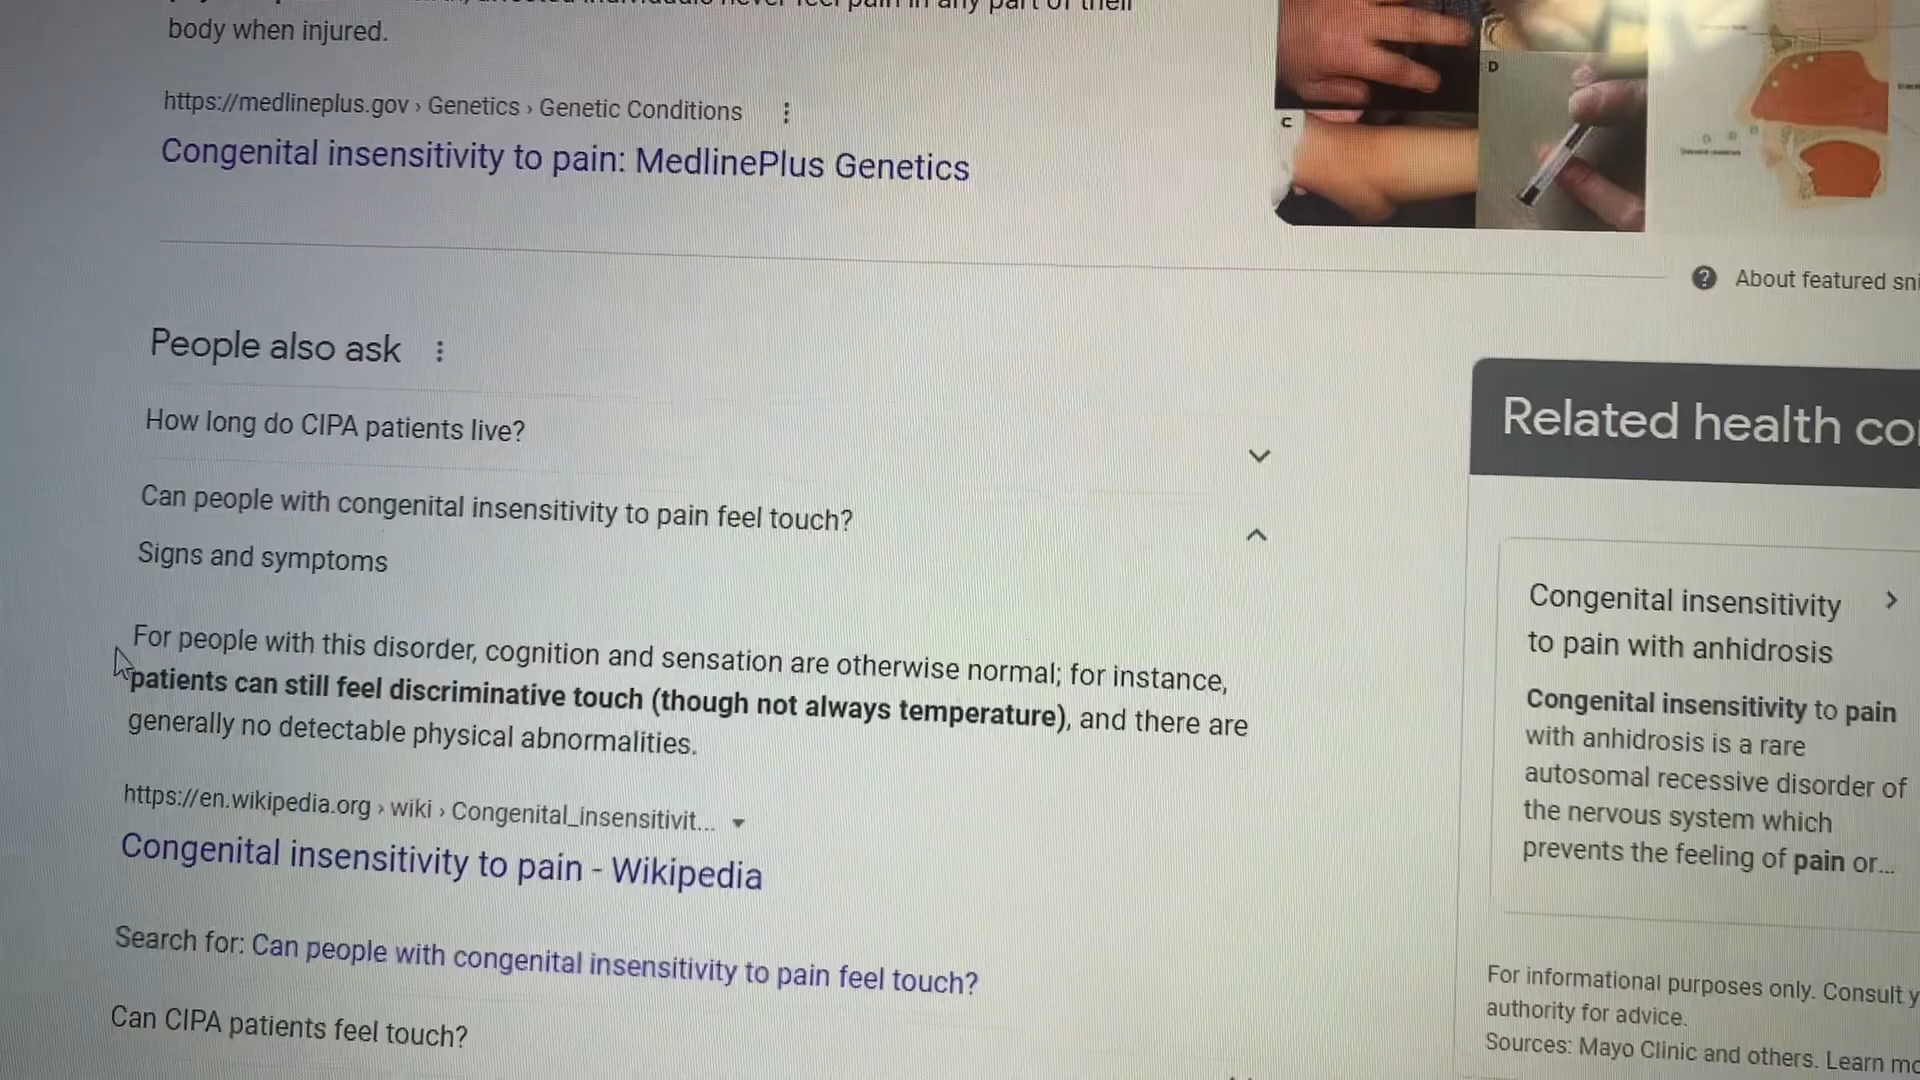 pain in any part of their
body when injured.
https://medlineplus.gov › Genetics › Genetic Conditions
Congenital insensitivity to pain: MedlinePlus Genetics
D
C
About featured sni
People also ask
How long do CIPA patients live?
Can people with congenital insensitivity to pain feel touch?
Signs and symptoms
For people with this disorder, cognition and sensation are otherwise normal; for instance,
patients can still feel discriminative touch (though not always temperature), and there are
generally no detectable physical abnormalities.
https://en.wikipedia.org › wiki › Congenital_insensitivit...
Congenital insensitivity to pain - Wikipedia
Search for: Can people with congenital insensitivity to pain feel touch?
Can CIPA patients feel touch?
Related health co
Congenital insensitivity
to pain with anhidrosis
Congenital insensitivity to pain
with anhidrosis is a rare
autosomal recessive disorder of
the nervous system which
prevents the feeling of pain or...
For informational purposes only. Consult y
authority for advice.
Sources: Mayo Clinic and others. Learn mo